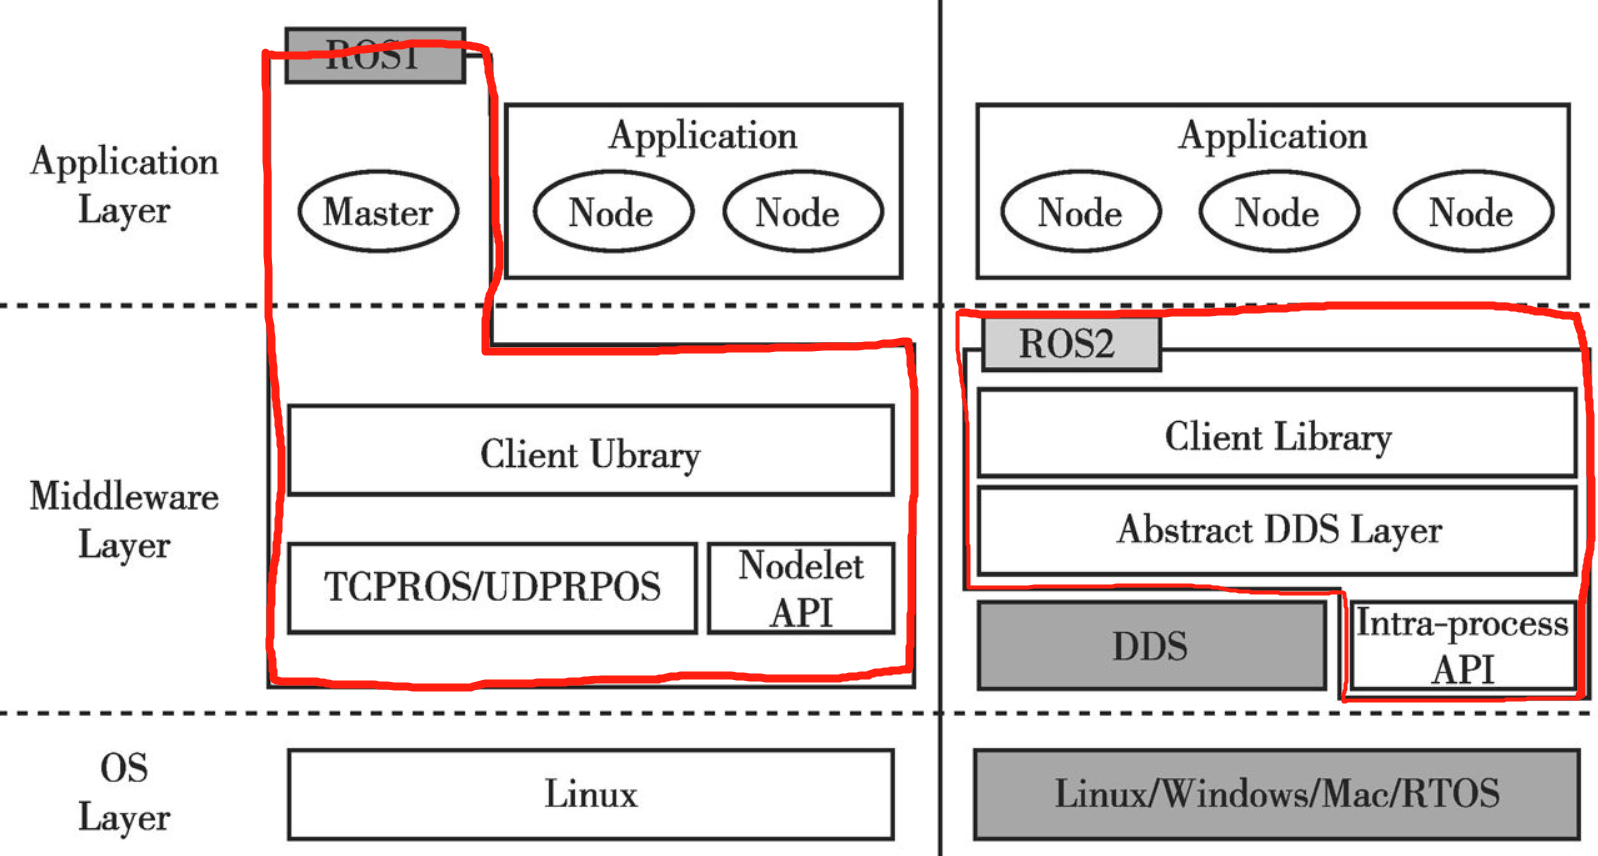 ROS1
Application
Layer
Master
Application
Node
Node
Application
Node
Node
Node
Middleware
Layer
Client Ubrary
TCPROS/UDPRPOS
Nodelet
API
ROS2
Client Library
Abstract DDS Layer
DDS
Intra-process
API
OS
Layer
Linux
Linux/Windows/Mac/RTOS